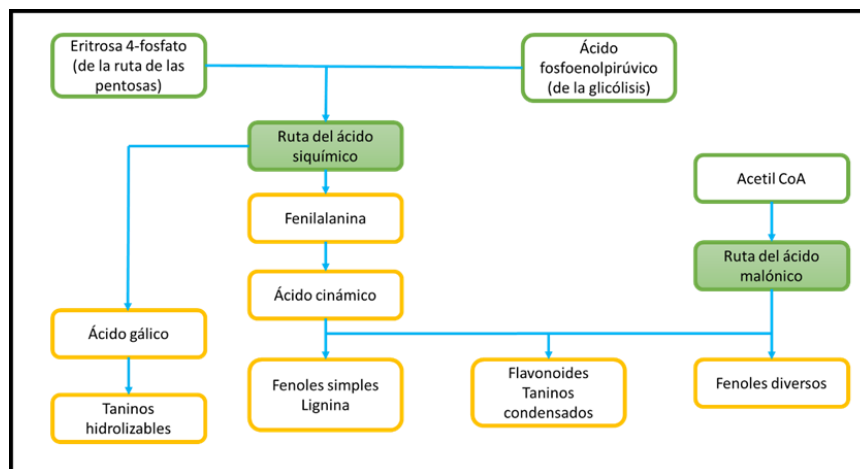 Eritrosa 4-fosfato
(de la ruta de las
pentosas)
Ácido
fosfoenolpirúvico
(de la glicólisis)
Ruta del ácido
siquímico
Acetil CoA
Fenilalanina
Ruta del ácido
malónico
Ácido cinámico
Ácido gálico
Fenoles simples
Lignina
Flavonoides
Taninos
condensados
Fenoles diversos
Taninos
hidrolizables